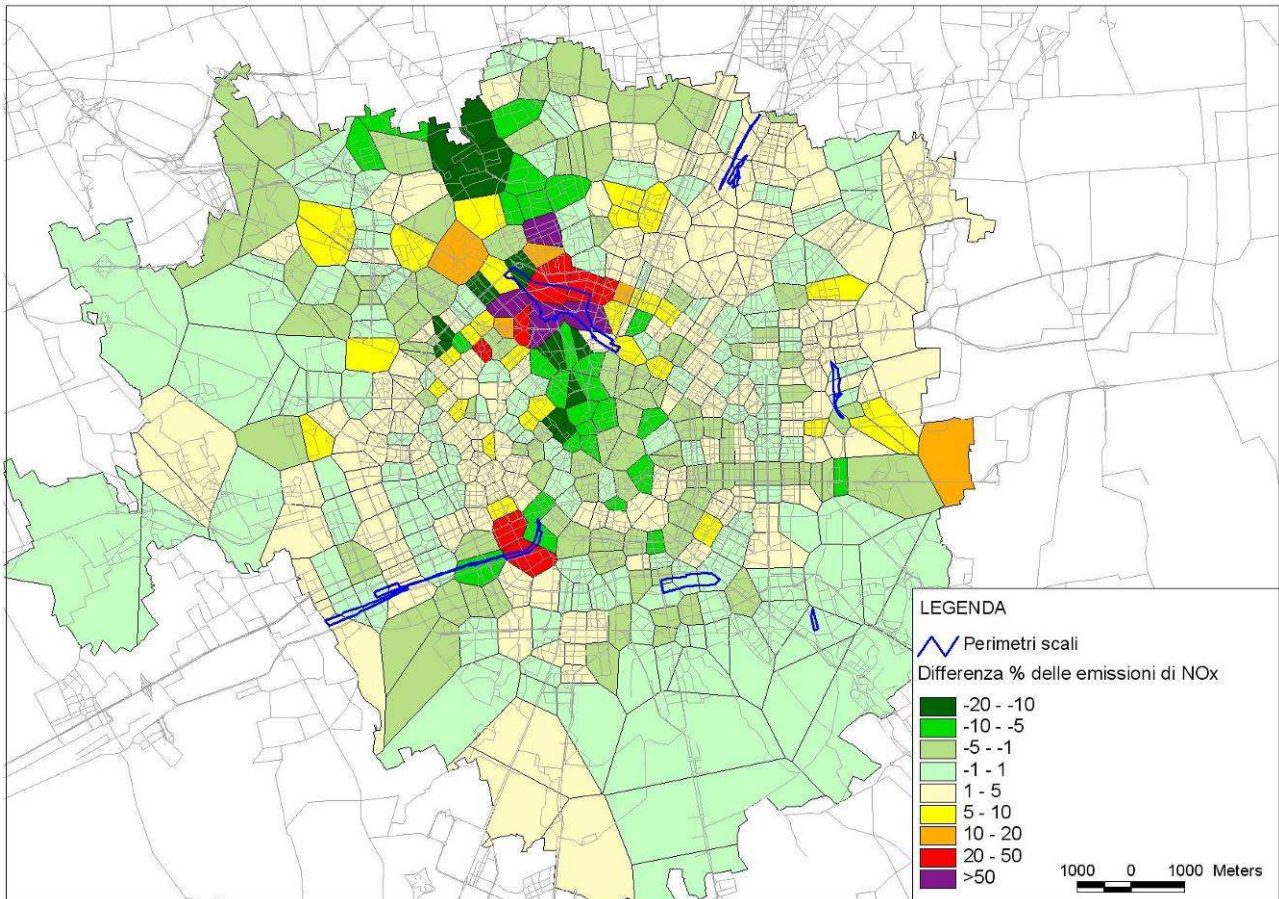 LEGENDA
Perimetri scali
Differenza % delle emissioni di NOx
-20 - -10
-10 - -5
-5 - -1
-1 - 1
1 - 5
5 - 10
10 - 20
20 - 50
>50
1000 0 1000 Meters